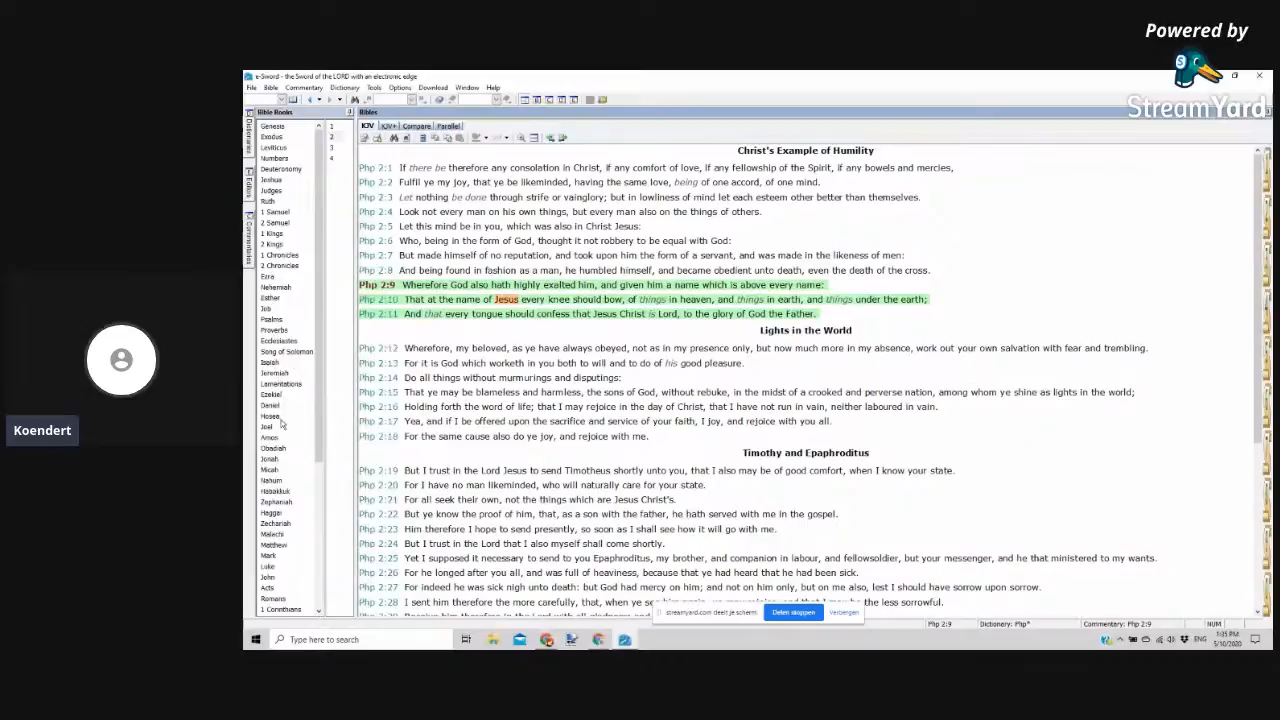 Powered by
StreamYard
e-Sword - the Sword of the LORD with an electronic edge
File Bible Commentary Dictionary Tools Options Download Window Help
Bible Books
Bibles
Dictionaries
Editors
Commentaries
Genesis
Exodus
Leviticus
Numbers
Deuteronomy
Joshua
Judges
Ruth
1 Samuel
2 Samuel
1 Kings
2 Kings
1 Chronicles
2 Chronicles
Ezra
Nehemiah
Esther
Job
Psalms
Proverbs
Ecclesiastes
Song of Solomon
Isaiah
Jeremiah
Lamentations
Ezekiel
Daniel
Hosea
Joel
Amos
Obadiah
Jonah
Micah
Nahum
Habakkuk
Zephaniah
Haggai
Zechariah
Malachi
Matthew
Mark
Luke
John
Acts
Romans
1 Corinthians
1
2
3
4
KJV KJV+ Compare Parallel
Christ's Example of Humility
Php 2:1 If there be therefore any consolation in Christ, if any comfort of love, if any fellowship of the Spirit, if any bowels and mercies,
Php 2:2 Fulfil ye my joy, that ye be likeminded, having the same love, being of one accord, of one mind.
Php 2:3 Let nothing be done through strife or vainglory; but in lowliness of mind let each esteem other better than themselves.
Php 2:4 Look not every man on his own things, but every man also on the things of others.
Php 2:5 Let this mind be in you, which was also in Christ Jesus:
Php 2:6 Who, being in the form of God, thought it not robbery to be equal with God:
Php 2:7 But made himself of no reputation, and took upon him the form of a servant, and was made in the likeness of men:
Php 2:8 And being found in fashion as a man, he humbled himself, and became obedient unto death, even the death of the cross.
Php 2:9 Wherefore God also hath highly exalted him, and given him a name which is above every name:
Php 2:10 That at the name of Jesus every knee should bow, of things in heaven, and things in earth, and things under the earth;
Php 2:11 And that every tongue should confess that Jesus Christ is Lord, to the glory of God the Father.
Lights in the World
Php 2:12 Wherefore, my beloved, as ye have always obeyed, not as in my presence only, but now much more in my absence, work out your own salvation with fear and trembling.
Php 2:13 For it is God which worketh in you both to will and to do of his good pleasure.
Php 2:14 Do all things without murmurings and disputings:
Php 2:15 That ye may be blameless and harmless, the sons of God, without rebuke, in the midst of a crooked and perverse nation, among whom ye shine as lights in the world;
Php 2:16 Holding forth the word of life; that I may rejoice in the day of Christ, that I have not run in vain, neither laboured in vain.
Php 2:17 Yea, and if I be offered upon the sacrifice and service of your faith, I joy, and rejoice with you all.
Php 2:18 For the same cause also do ye joy, and rejoice with me.
Timothy and Epaphroditus
Php 2:19 But I trust in the Lord Jesus to send Timotheus shortly unto you, that I also may be of good comfort, when I know your state.
Php 2:20 For I have no man likeminded, who will naturally care for your state.
Php 2:21 For all seek their own, not the things which are Jesus Christ's.
Php 2:22 But ye know the proof of him, that, as a son with the father, he hath served with me in the gospel.
Php 2:23 Him therefore I hope to send presently, so soon as I shall see how it will go with me.
Php 2:24 But I trust in the Lord that I also myself shall come shortly.
Php 2:25 Yet I supposed it necessary to send to you Epaphroditus, my brother, and companion in labour, and fellowsoldier, but your messenger, and he that ministered to my wants.
Php 2:26 For he longed after you all, and was full of heaviness, because that ye had heard that he had been sick.
Php 2:27 For indeed he was sick nigh unto death: but God had mercy on him; and not on him only, but on me also, lest I should have sorrow upon sorrow.
Php 2:28 I sent him therefore the more carefully, that, when ye the less sorrowful.
streamyard.com deelt je scherm Delen stoppen Verbergen
Php 2:9 Dictionary: Php* Commentary: Php 2:9 NUM
Type here to search
ENG
1:35 PM
5/10/2020
Koendert